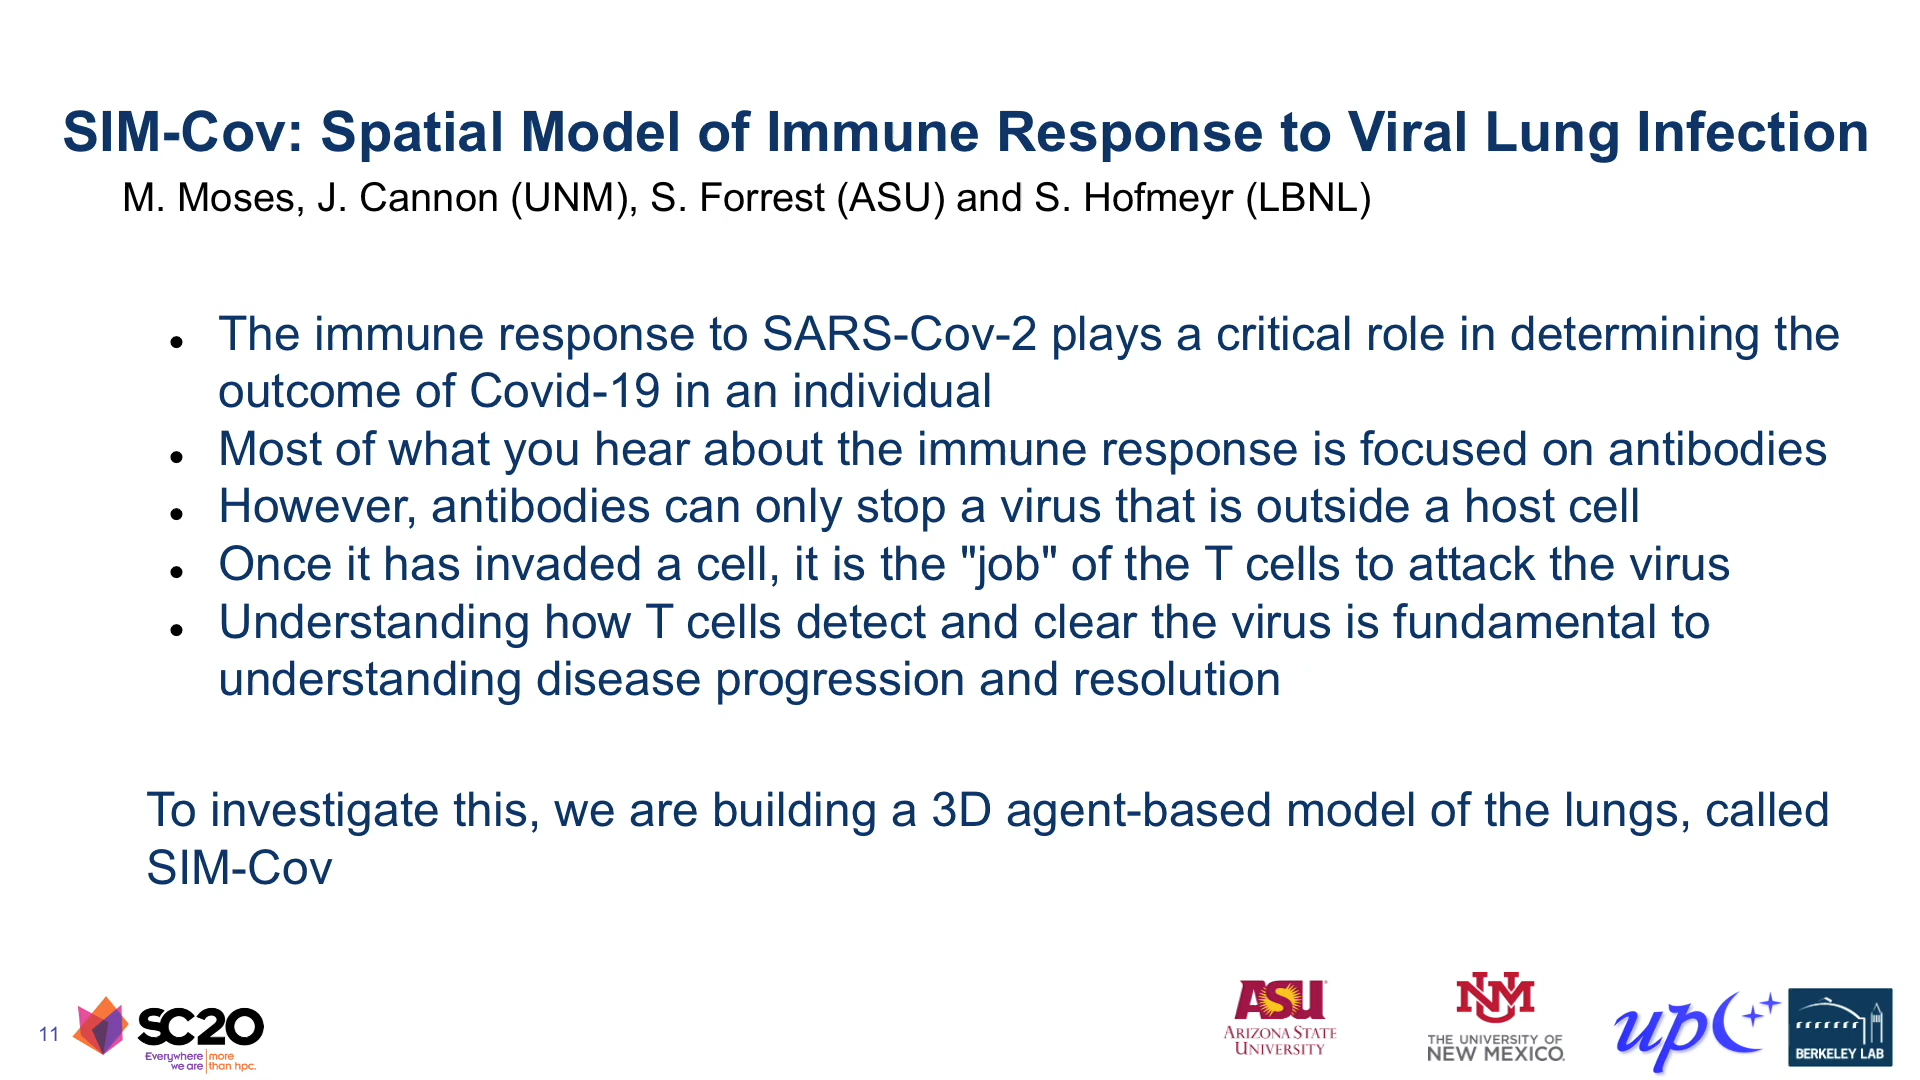 SIM-Cov: Spatial Model of Immune Response to Viral Lung Infection
M. Moses, J. Cannon (UNM), S. Forrest (ASU) and S. Hofmeyr (LBNL)
• The immune response to SARS-Cov-2 plays a critical role in determining the
outcome of Covid-19 in an individual
• Most of what you hear about the immune response is focused on antibodies
• However, antibodies can only stop a virus that is outside a host cell
• Once it has invaded a cell, it is the "job" of the T cells to attack the virus
• Understanding how T cells detect and clear the virus is fundamental to
understanding disease progression and resolution
To investigate this, we are building a 3D agent-based model of the lungs, called
SIM-Cov
11
SC20
Everywhere more
we are than hpc.
ASU
ARIZONA STATE
UNIVERSITY
NM
THE UNIVERSITY OF
NEW MEXICO.
upc++
BERKELEY LAB